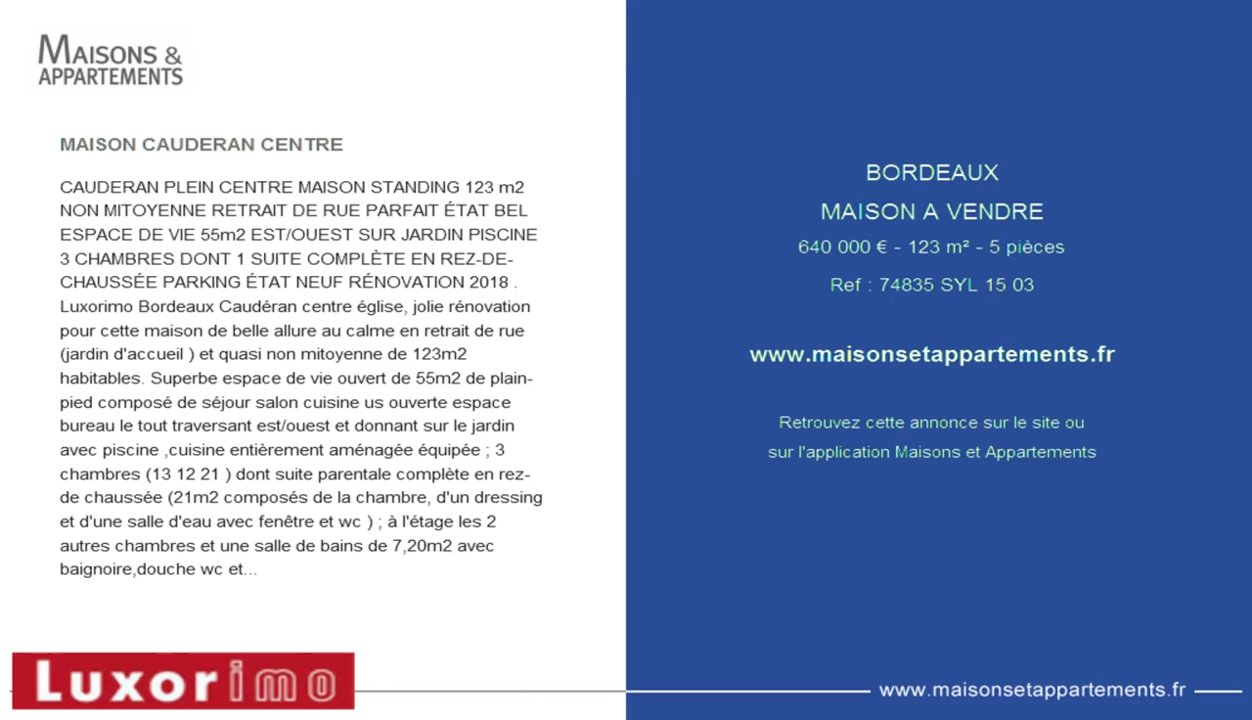 MAISONS &
APPARTEMENTS
MAISON CAUDERAN CENTRE
CAUDERAN PLEIN CENTRE MAISON STANDING 123 m2
NON MITOYENNE RETRAIT DE RUE PARFAIT ÉTAT BEL
ESPACE DE VIE 55m2 EST/OUEST SUR JARDIN PISCINE
3 CHAMBRES DONT 1 SUITE COMPLÈTE EN REZ-DE-
CHAUSSÉE PARKING ÉTAT NEUF RÉNOVATION 2018 .
Luxorimo Bordeaux Caudéran centre église, jolie rénovation
pour cette maison de belle allure au calme en retrait de rue
(jardin d'accueil ) et quasi non mitoyenne de 123m2
habitables. Superbe espace de vie ouvert de 55m2 de plain-
pied composé de séjour salon cuisine us ouverte espace
bureau le tout traversant est/ouest et donnant sur le jardin
avec piscine ,cuisine entièrement aménagée équipée ; 3
chambres (13 12 21 ) dont suite parentale complète en rez-
de chaussée (21m2 composés de la chambre, d'un dressing
et d'une salle d'eau avec fenêtre et wc ) ; à l'étage les 2
autres chambres et une salle de bains de 7,20m2 avec
baignoire,douche wc et...
LUXORIMO
BORDEAUX
MAISON A VENDRE
640 000 € - 123 m² - 5 pièces
Ref : 74835 SYL 15 03
www.maisonsetappartements.fr
Retrouvez cette annonce sur le site ou
sur l'application Maisons et Appartements
www.maisonsetappartements.fr